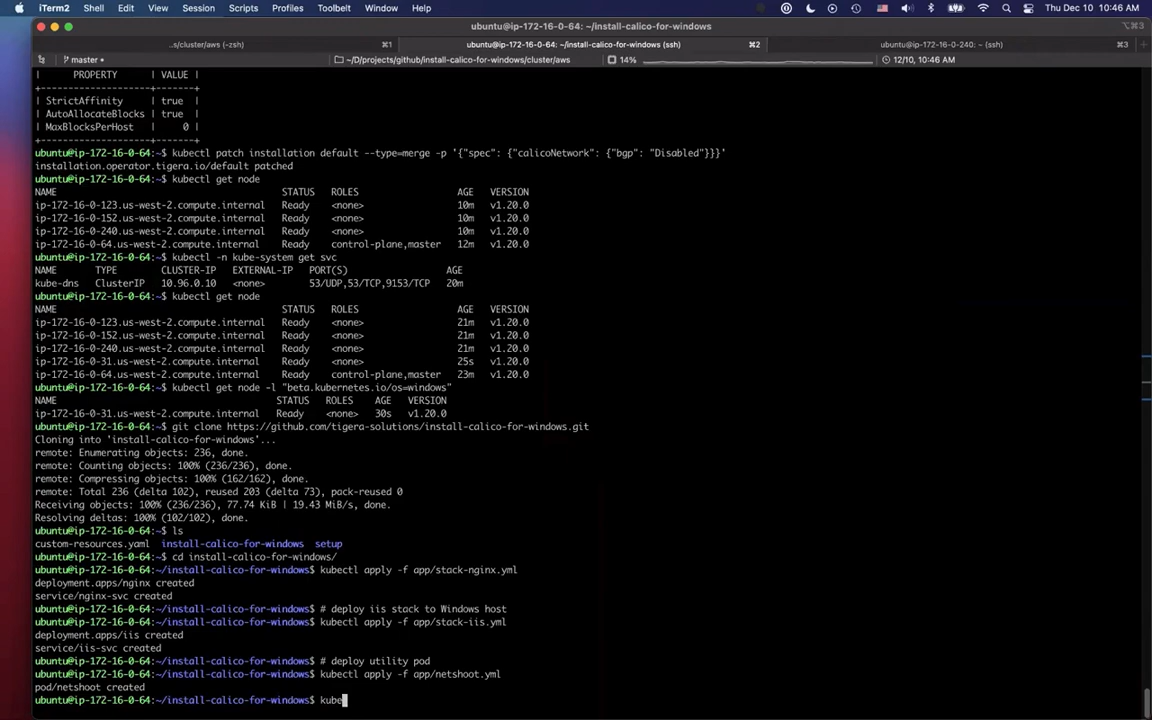 iTerm2 Shell Edit View Session Scripts Profiles Toolbelt Window Help Thu Dec 10 10:46 AM
ubuntu@ip-172-16-0-64: ~/install-calico-for-windows
..s/cluster/aws (-zsh) ⌘1 ubuntu@ip-172-16-0-64: ~/install-calico-for-windows (ssh) ⌘2 ubuntu@ip-172-16-0-240: ~ (ssh) ⌘3
master ~/D/projects/github/install-calico-for-windows/cluster/aws 14% 12/10, 10:46 AM
| PROPERTY | VALUE
+--------------------+-------+
| StrictAffinity | true |
| AutoAllocateBlocks | true |
| MaxBlocksPerHost | 0 |
+--------------------+-------+
ubuntu@ip-172-16-0-64:~$ kubectl patch installation default --type=merge -p '{"spec": {"calicoNetwork": {"bgp": "Disabled"}}}'
installation.operator.tigera.io/default patched
ubuntu@ip-172-16-0-64:~$ kubectl get node
NAME STATUS ROLES AGE VERSION
ip-172-16-0-123.us-west-2.compute.internal Ready <none> 10m v1.20.0
ip-172-16-0-152.us-west-2.compute.internal Ready <none> 10m v1.20.0
ip-172-16-0-240.us-west-2.compute.internal Ready <none> 10m v1.20.0
ip-172-16-0-64.us-west-2.compute.internal Ready control-plane,master 12m v1.20.0
ubuntu@ip-172-16-0-64:~$ kubectl -n kube-system get svc
NAME TYPE CLUSTER-IP EXTERNAL-IP PORT(S) AGE
kube-dns ClusterIP 10.96.0.10 <none> 53/UDP,53/TCP,9153/TCP 20m
ubuntu@ip-172-16-0-64:~$ kubectl get node
NAME STATUS ROLES AGE VERSION
ip-172-16-0-123.us-west-2.compute.internal Ready <none> 21m v1.20.0
ip-172-16-0-152.us-west-2.compute.internal Ready <none> 21m v1.20.0
ip-172-16-0-240.us-west-2.compute.internal Ready <none> 21m v1.20.0
ip-172-16-0-31.us-west-2.compute.internal Ready <none> 25s v1.20.0
ip-172-16-0-64.us-west-2.compute.internal Ready control-plane,master 23m v1.20.0
ubuntu@ip-172-16-0-64:~$ kubectl get node -l "beta.kubernetes.io/os=windows"
NAME STATUS ROLES AGE VERSION
ip-172-16-0-31.us-west-2.compute.internal Ready <none> 30s v1.20.0
ubuntu@ip-172-16-0-64:~$ git clone https://github.com/tigera-solutions/install-calico-for-windows.git
Cloning into 'install-calico-for-windows'...
remote: Enumerating objects: 236, done.
remote: Counting objects: 100% (236/236), done.
remote: Compressing objects: 100% (162/162), done.
remote: Total 236 (delta 102), reused 203 (delta 73), pack-reused 0
Receiving objects: 100% (236/236), 77.74 KiB | 19.43 MiB/s, done.
Resolving deltas: 100% (102/102), done.
ubuntu@ip-172-16-0-64:~$ ls
custom-resources.yaml install-calico-for-windows setup
ubuntu@ip-172-16-0-64:~$ cd install-calico-for-windows/
ubuntu@ip-172-16-0-64:~/install-calico-for-windows$ kubectl apply -f app/stack-nginx.yml
deployment.apps/nginx created
service/nginx-svc created
ubuntu@ip-172-16-0-64:~/install-calico-for-windows$ # deploy iis stack to Windows host
ubuntu@ip-172-16-0-64:~/install-calico-for-windows$ kubectl apply -f app/stack-iis.yml
deployment.apps/iis created
service/iis-svc created
ubuntu@ip-172-16-0-64:~/install-calico-for-windows$ # deploy utility pod
ubuntu@ip-172-16-0-64:~/install-calico-for-windows$ kubectl apply -f app/netshoot.yml
pod/netshoot created
ubuntu@ip-172-16-0-64:~/install-calico-for-windows$ kube